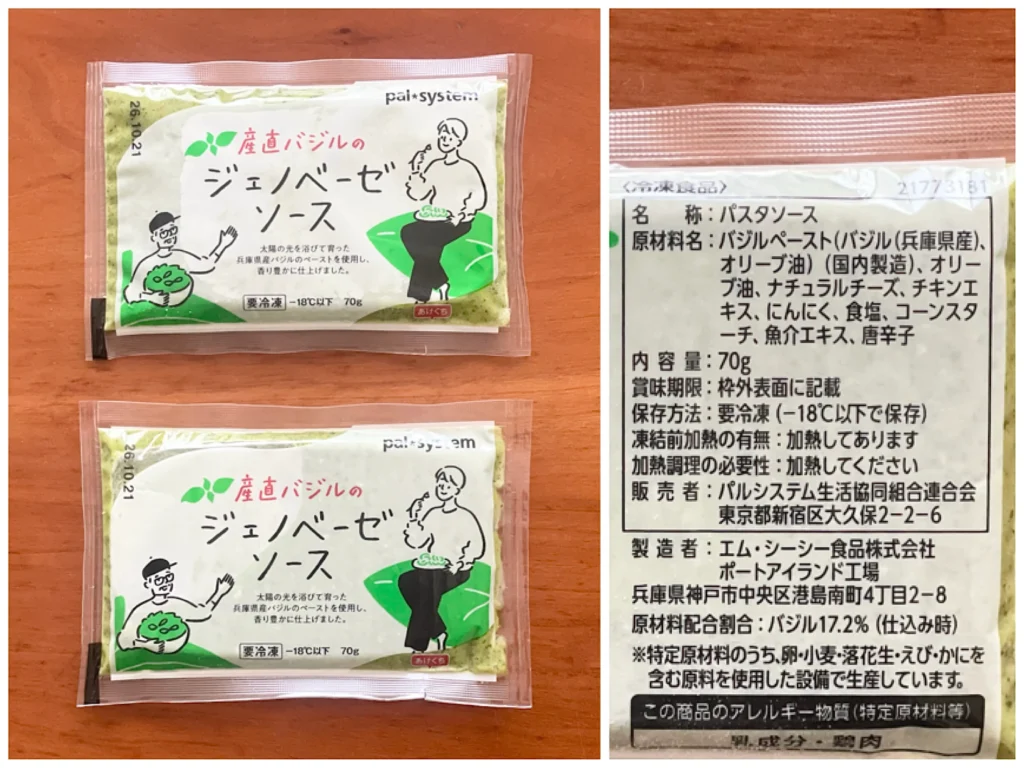 pal*system
26.10.21
産直バジルの
ジェノベーゼ
ソース
太陽の光を浴びて育った
兵庫県産バジルのペーストを使用し、
香り豊かに仕上げました。
要冷凍 -18℃以下 70g
あけくち
pal*system
26.10.21
産直バジルの
ジェノベーゼ
ソース
太陽の光を浴びて育った
兵庫県産バジルのペーストを使用し、
香り豊かに仕上げました。
要冷凍 -18℃以下 70g
あけくち
〈冷凍食品〉 21773181
名称:パスタソース
原材料名:バジルペースト(バジル(兵庫県産)、
オリーブ油)(国内製造)、オリー
ブ油、ナチュラルチーズ、チキンエ
キス、にんにく、食塩、コーンスタ
ーチ、魚介エキス、唐辛子
内容量:70g
賞味期限:枠外表面に記載
保存方法:要冷凍(-18℃以下で保存)
凍結前加熱の有無:加熱してあります
加熱調理の必要性:加熱してください
販売者:パルシステム生活協同組合連合会
東京都新宿区大久保2-2-6
製造者:エム・シーシー食品株式会社
ポートアイランド工場
兵庫県神戸市中央区港島南町4丁目2-8
原材料配合割合:バジル17.2%(仕込み時)
※特定原材料のうち、卵・小麦・落花生・えび・かにを
含む原料を使用した設備で生産しています。
この商品のアレルギー物質(特定原材料等)
乳成分・鶏肉